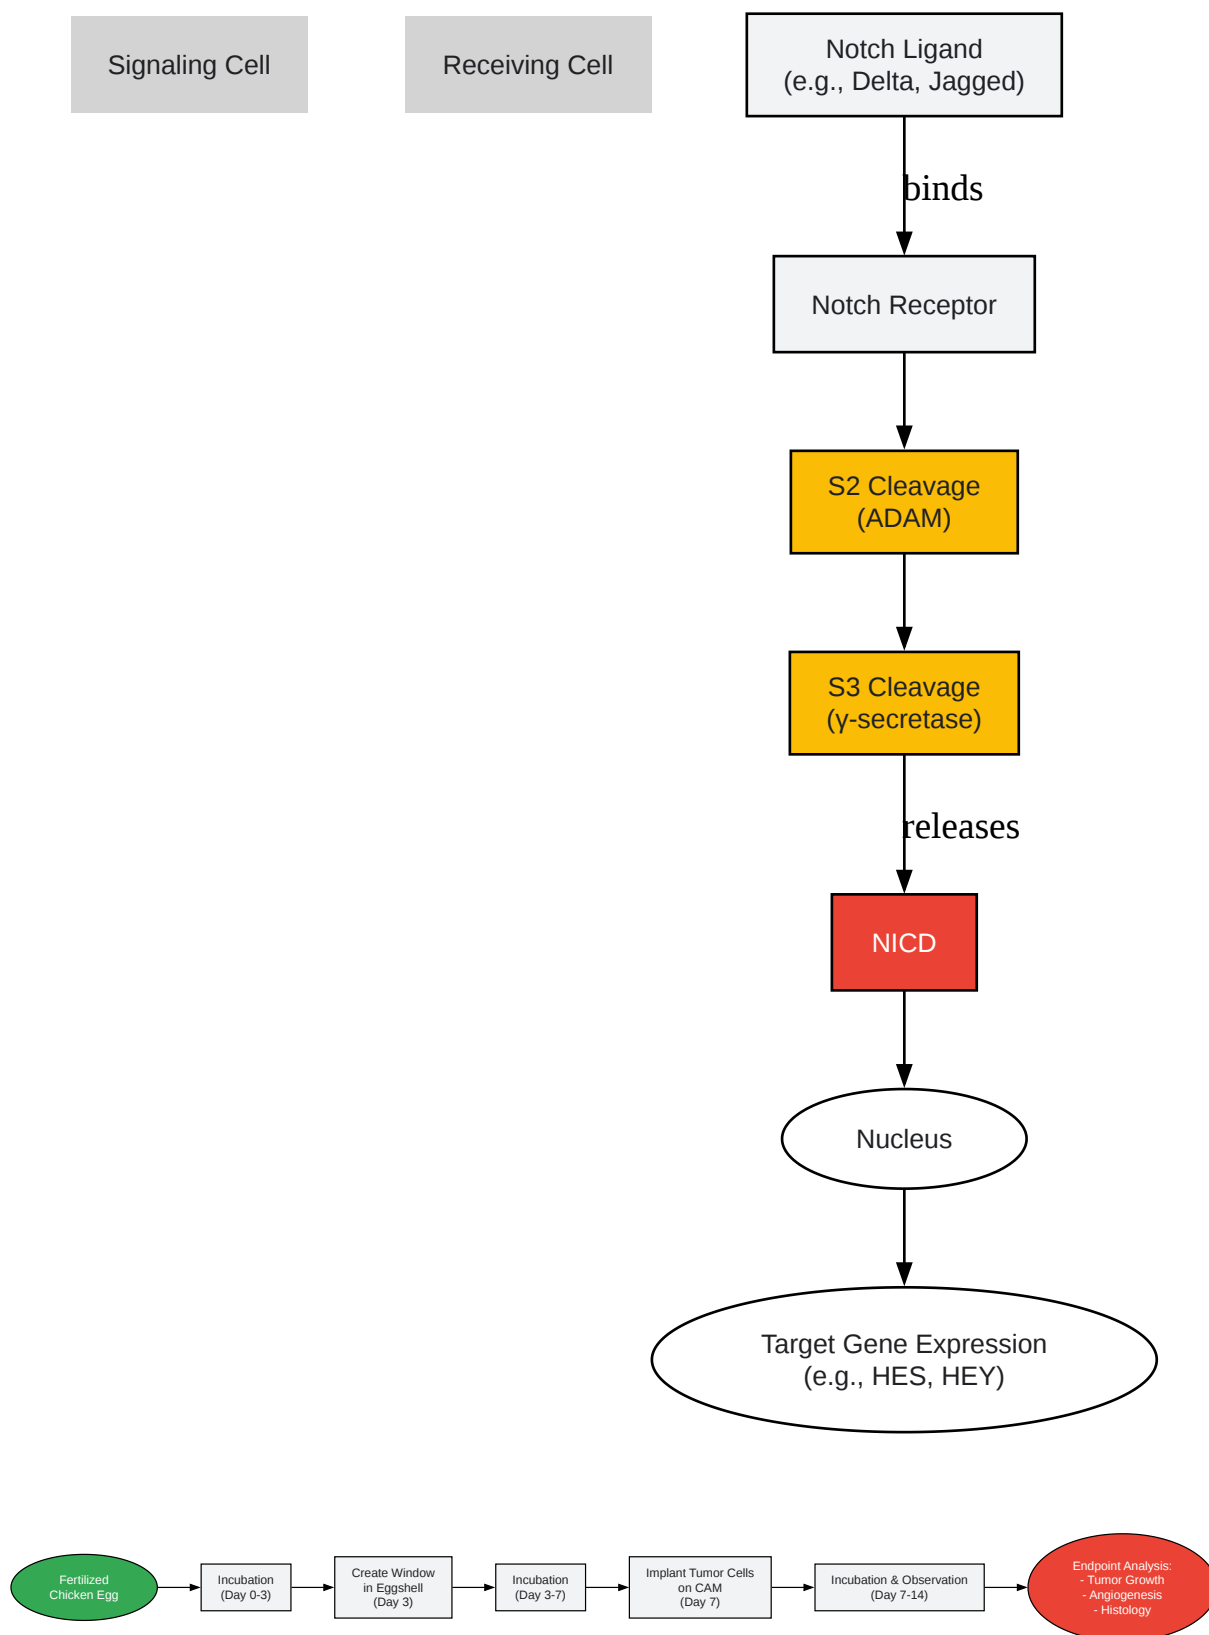 Signaling Cell
Receiving Cell
Notch Ligand
(e.g., Delta, Jagged)
binds
Notch Receptor
S2 Cleavage
(ADAM)
S3 Cleavage
(γ-secretase)
releases
NICD
Nucleus
Target Gene Expression
(e.g., HES, HEY)
Fertilized
Chicken Egg
Incubation
(Day 0-3)
Create Window
in Eggshell
(Day 3)
Incubation
(Day 3-7)
Implant Tumor Cells
on CAM
(Day 7)
Incubation & Observation
(Day 7-14)
Endpoint Analysis:
- Tumor Growth
- Angiogenesis
- Histology